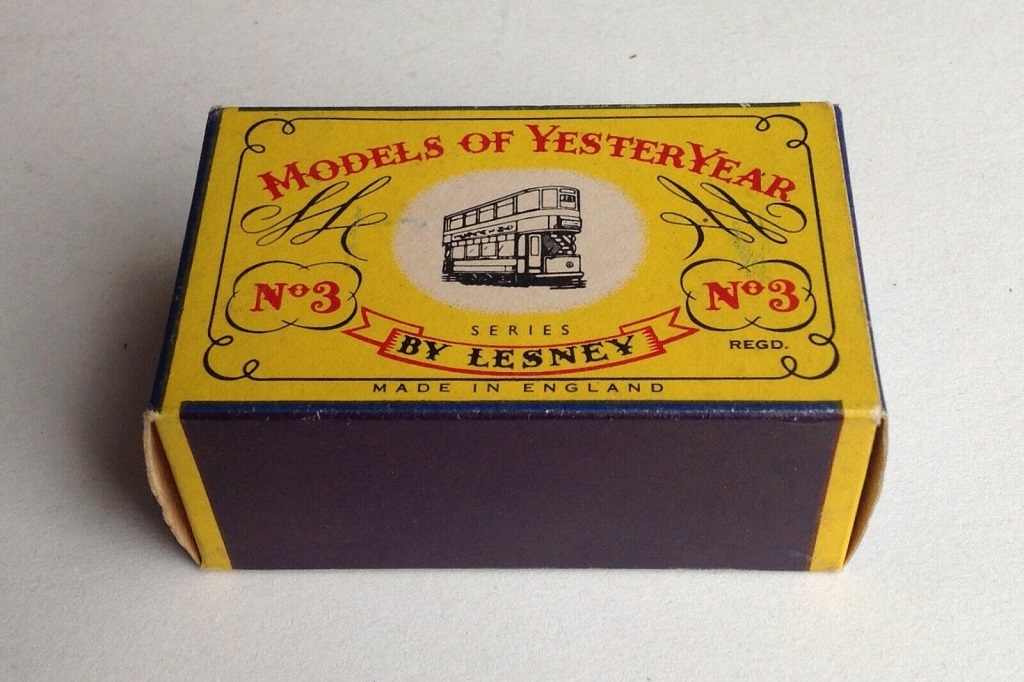 MODELS OF YESTERYEAR
No3 No3
SERIES
BY LESNEY
REGD.
MADE IN ENGLAND